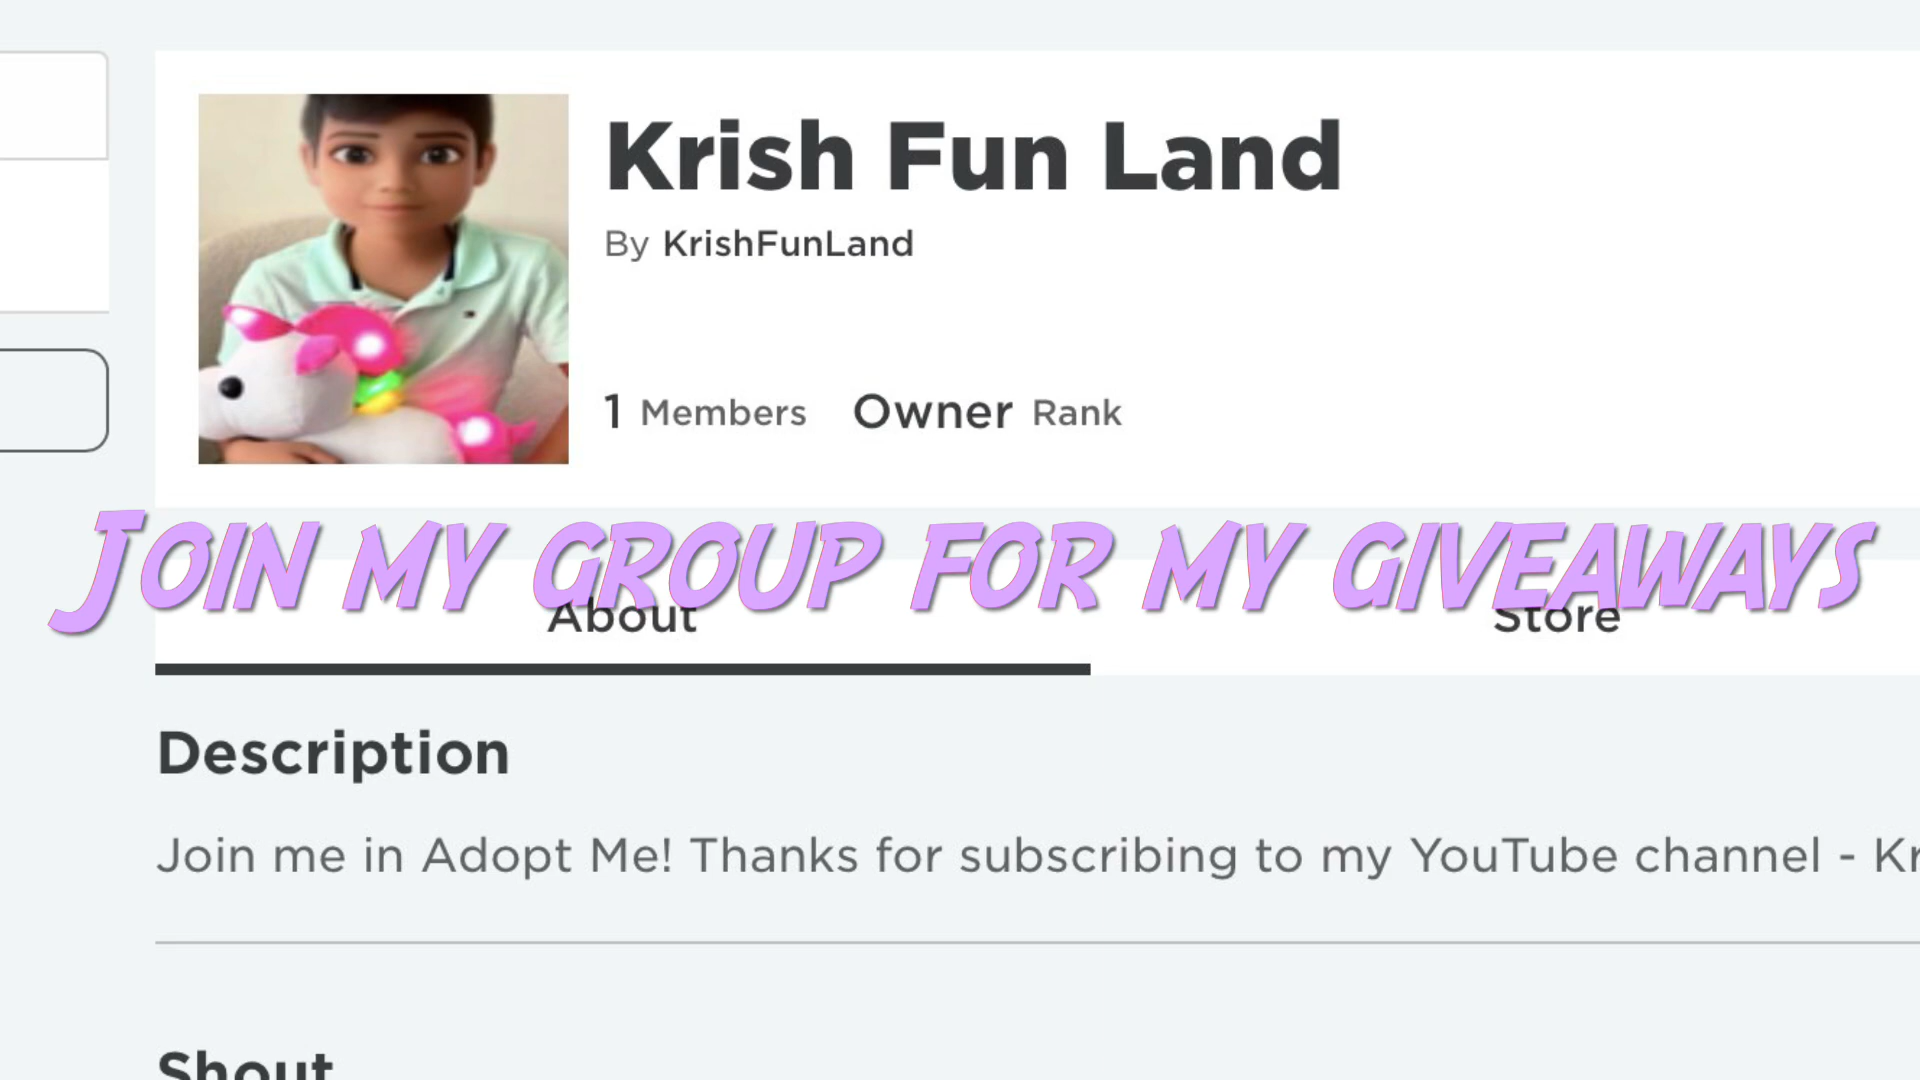 Krish Fun Land
By KrishFunLand
1 Members Owner Rank
Join my group for my giveaways
About Store
Description
Join me in Adopt Me! Thanks for subscribing to my YouTube channel - Kr
Shout